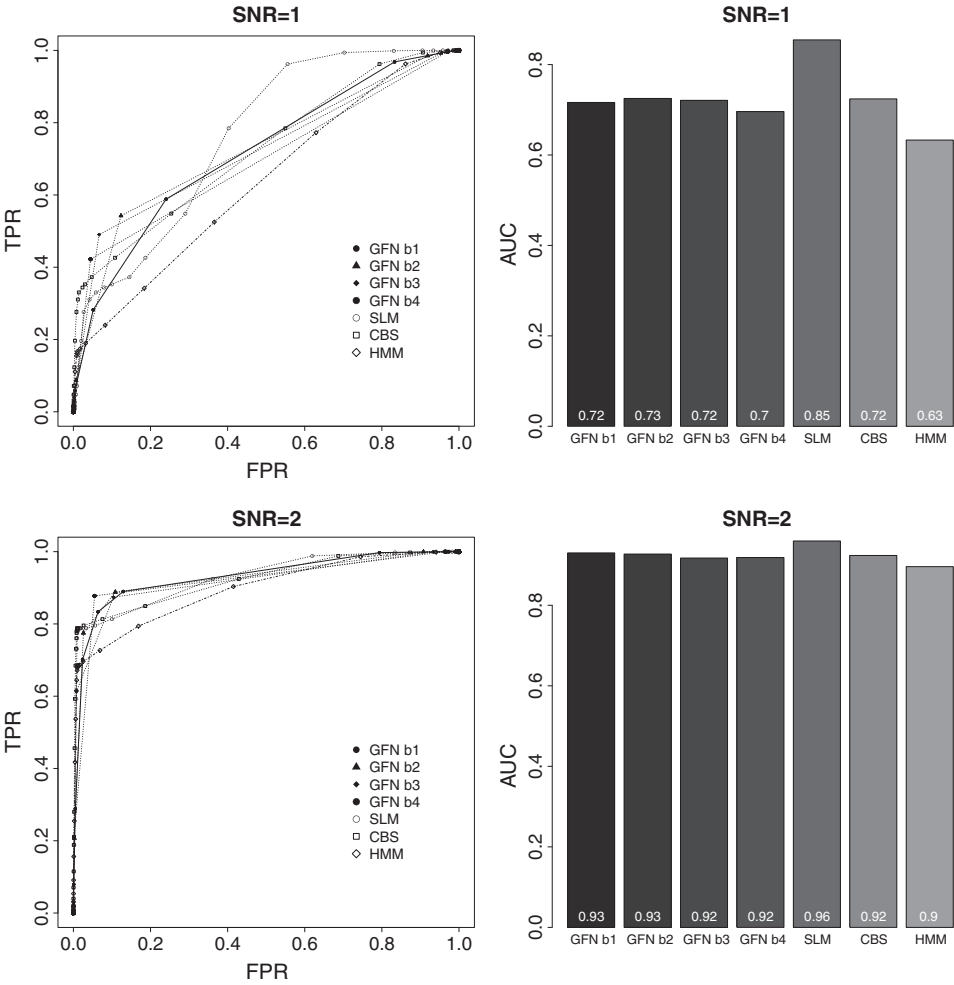 SNR=1
TPR
1.0
0.8
0.6
0.4
0.2
0.0
GFN b1
GFN b2
GFN b3
GFN b4
SLM
CBS
HMM
0.0 0.2 0.4 0.6 0.8 1.0
FPR
SNR=1
AUC
0.8
0.6
0.4
0.2
0.0
0.72 0.73 0.72 0.7 0.85 0.72 0.63
GFN b1 GFN b2 GFN b3 GFN b4 SLM CBS HMM
SNR=2
TPR
1.0
0.8
0.6
0.4
0.2
0.0
GFN b1
GFN b2
GFN b3
GFN b4
SLM
CBS
HMM
0.0 0.2 0.4 0.6 0.8 1.0
FPR
SNR=2
AUC
0.8
0.6
0.4
0.2
0.0
0.93 0.93 0.92 0.92 0.96 0.92 0.9
GFN b1 GFN b2 GFN b3 GFN b4 SLM CBS HMM